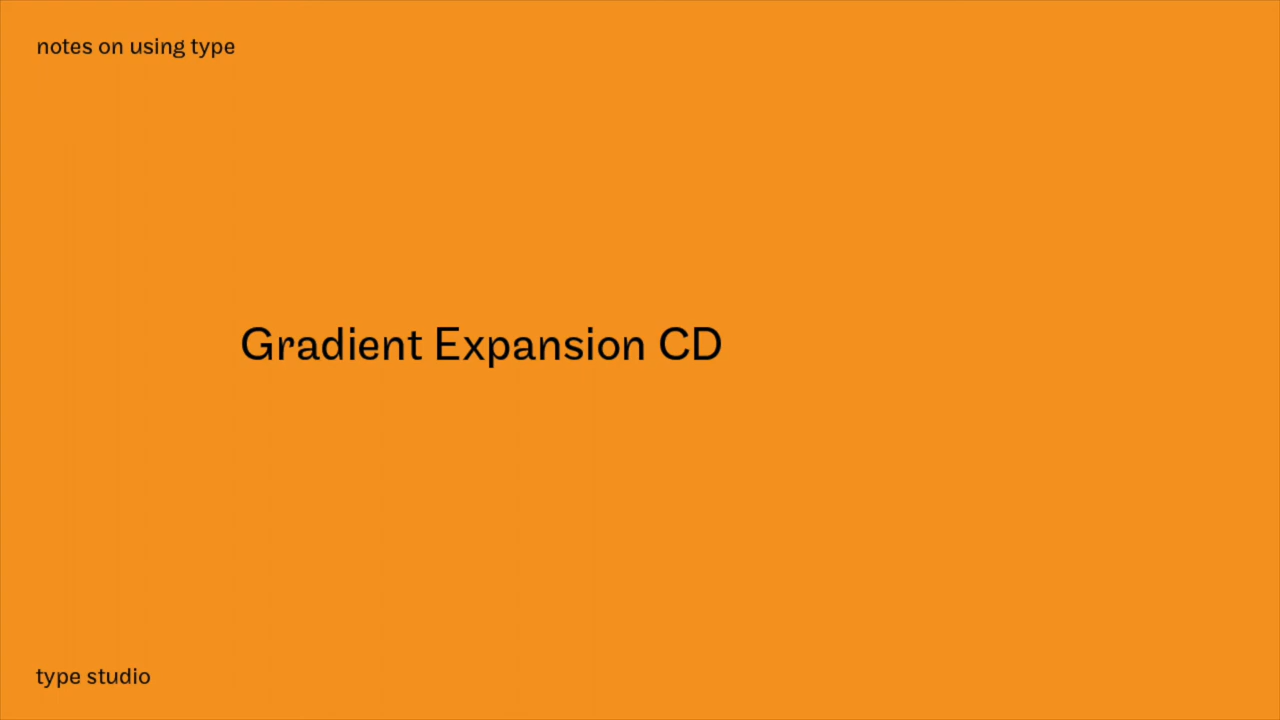 notes on using type
Gradient Expansion CD
type studio